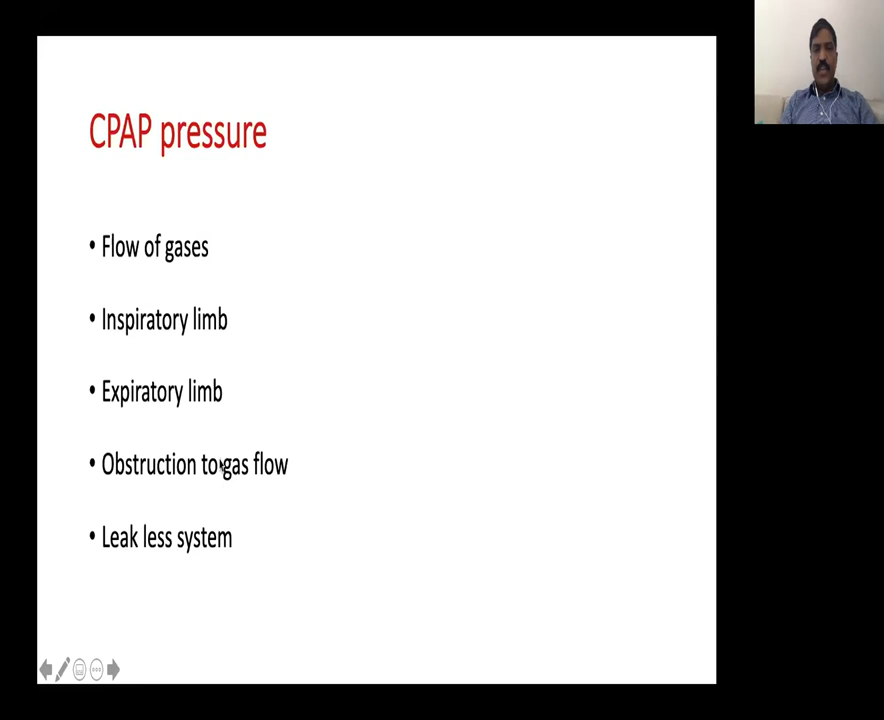 CPAP pressure
• Flow of gases
• Inspiratory limb
• Expiratory limb
• Obstruction to gas flow
• Leak less system